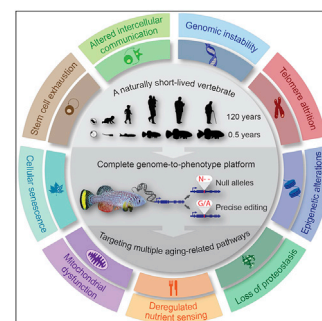 Altered intercellular
communication
Genomic instability
Telomere attrition
Epigenetic alterations
Loss of proteostasis
Deregulated
nutrient sensing
Mitochondrial
dysfunction
Cellular senescence
Stem cell exhaustion
A naturally short-lived vertebrate
120 years
0.5 years
Complete genome-to-phenotype platform
N--
Null alleles
G/A
Precise editing
Targeting multiple aging-related pathways